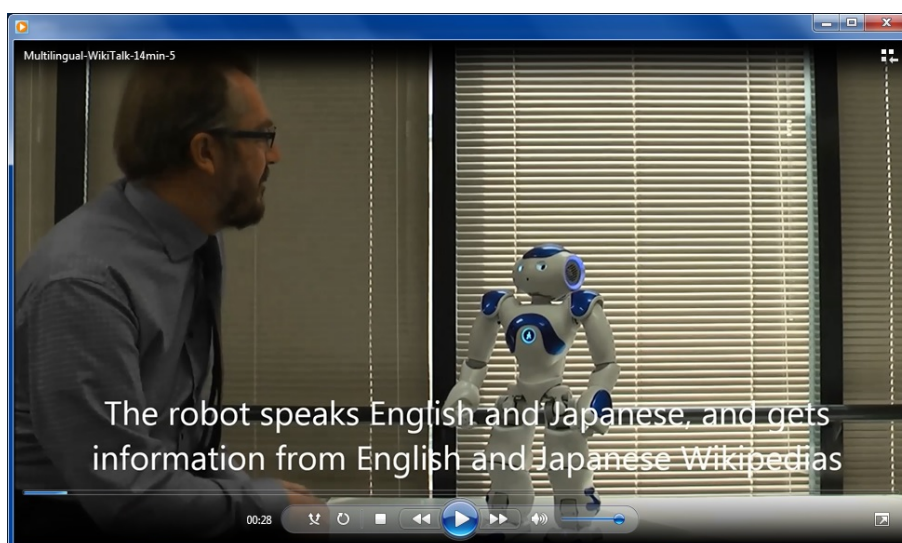 Multilingual-WikiTalk-14min-5
The robot speaks English and Japanese, and gets
information from English and Japanese Wikipedias
00:28